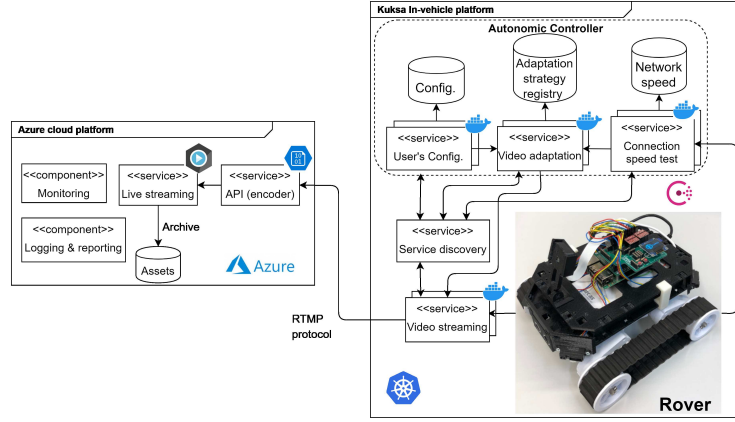 Kuksa In-vehicle platform
Autonomic Controller
Config.
Adaptation
strategy
registry
Network
speed
<<service>>
User's Config.
<<service>>
Video adaptation
<<service>>
Connection
speed test
Azure cloud platform
<<component>>
Monitoring
<<service>>
Live streaming
<<service>>
API (encoder)
10
01
<<component>>
Logging & reporting
Archive
Assets
Azure
<<service>>
Service discovery
RTMP
protocol
<<service>>
Video streaming
Rover